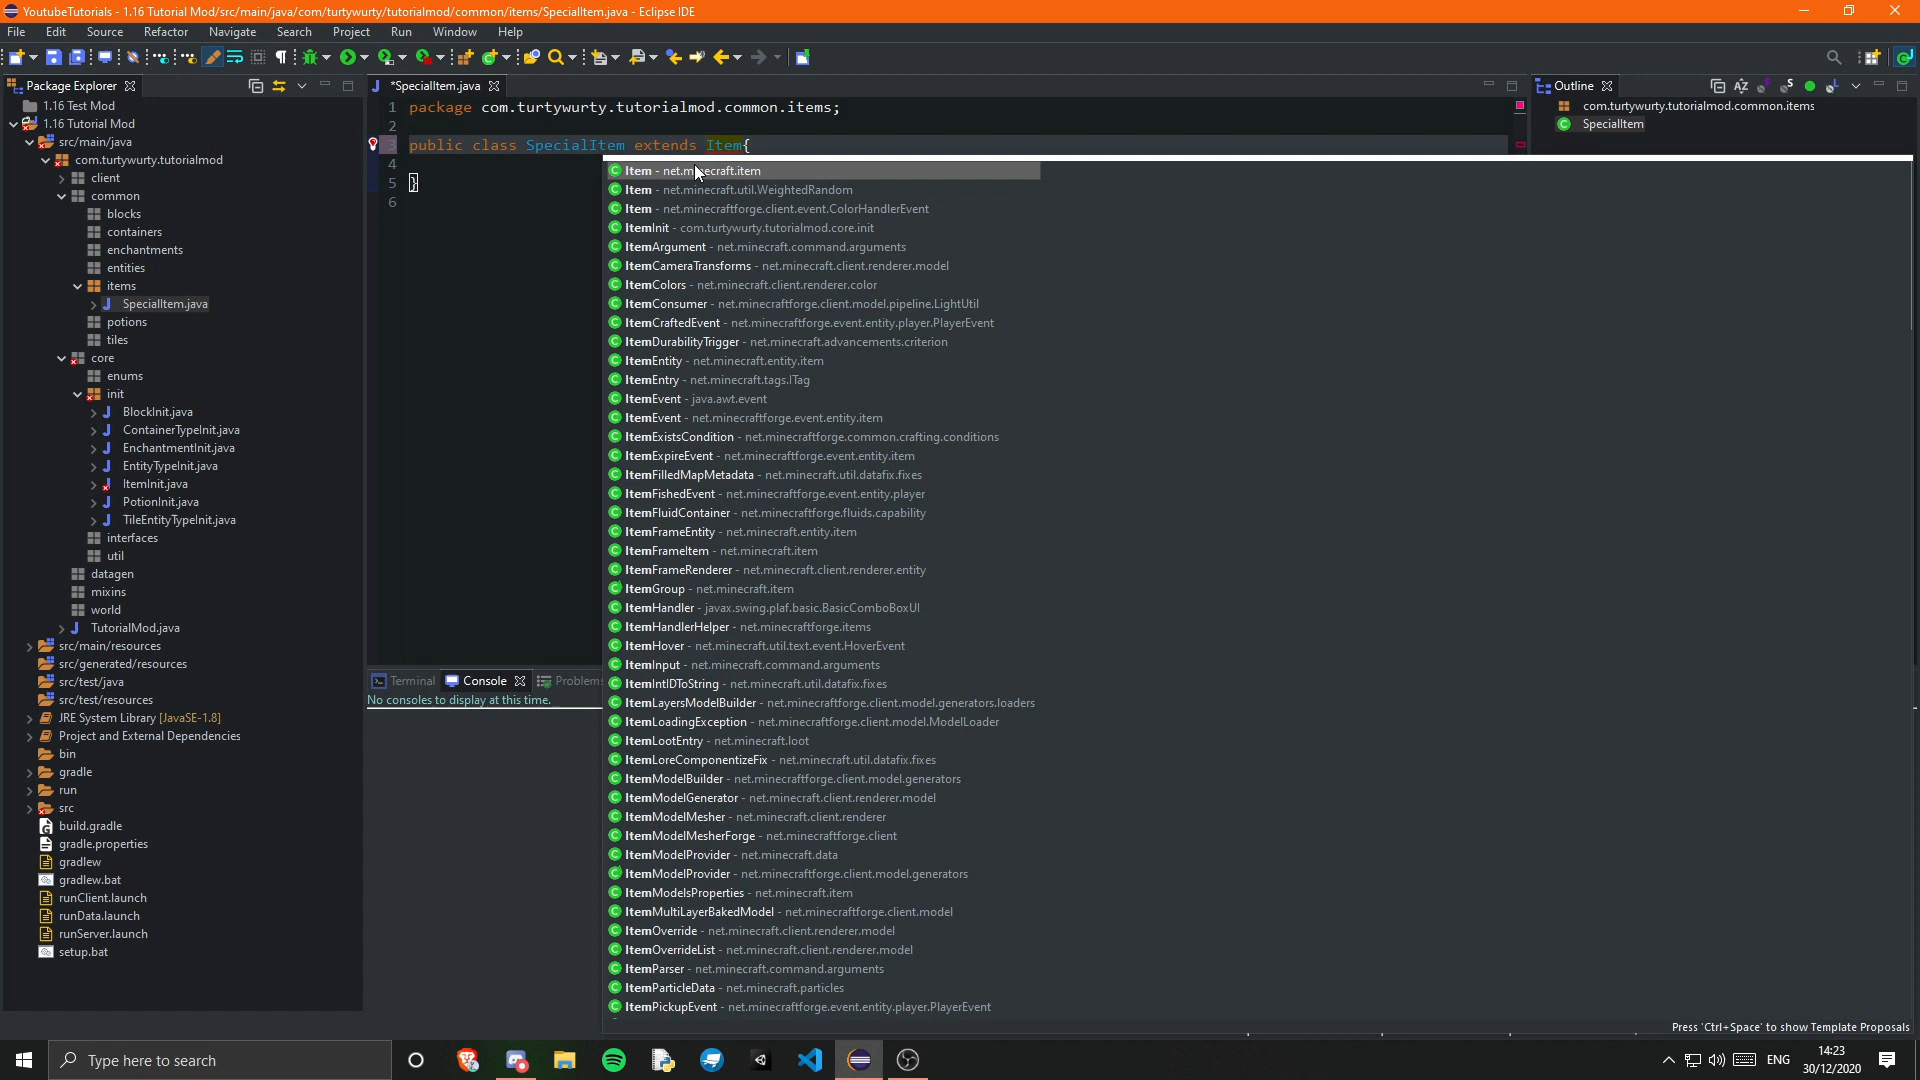 YoutubeTutorials - 1.16 Tutorial Mod/src/main/java/com/turtywurty/tutorialmod/common/items/SpecialItem.java - Eclipse IDE
File Edit Source Refactor Navigate Search Project Run Window Help
Package Explorer
1.16 Test Mod
1.16 Tutorial Mod
src/main/java
com.turtywurty.tutorialmod
client
common
blocks
containers
enchantments
entities
items
SpecialItem.java
potions
tiles
core
enums
init
BlockInit.java
ContainerTypeInit.java
EnchantmentInit.java
EntityTypeInit.java
ItemInit.java
PotionInit.java
TileEntityTypeInit.java
interfaces
util
datagen
mixins
world
TutorialMod.java
src/main/resources
src/generated/resources
src/test/java
src/test/resources
JRE System Library [JavaSE-1.8]
Project and External Dependencies
bin
gradle
run
src
build.gradle
gradle.properties
gradlew
gradlew.bat
runClient.launch
runData.launch
runServer.launch
setup.bat
*SpecialItem.java
1 package com.turtywurty.tutorialmod.common.items;
2
3 public class SpecialItem extends Item{
4
5 }
6
Item - net.minecraft.item
Item - net.minecraft.util.WeightedRandom
Item - net.minecraftforge.client.event.ColorHandlerEvent
ItemInit - com.turtywurty.tutorialmod.core.init
ItemArgument - net.minecraft.command.arguments
ItemCameraTransforms - net.minecraft.client.renderer.model
ItemColors - net.minecraft.client.renderer.color
ItemConsumer - net.minecraftforge.client.model.pipeline.LightUtil
ItemCraftedEvent - net.minecraftforge.event.entity.player.PlayerEvent
ItemDurabilityTrigger - net.minecraft.advancements.criterion
ItemEntity - net.minecraft.entity.item
ItemEntry - net.minecraft.tags.ITag
ItemEvent - java.awt.event
ItemEvent - net.minecraftforge.event.entity.item
ItemExistsCondition - net.minecraftforge.common.crafting.conditions
ItemExpireEvent - net.minecraftforge.event.entity.item
ItemFilledMapMetadata - net.minecraft.util.datafix.fixes
ItemFishedEvent - net.minecraftforge.event.entity.player
ItemFluidContainer - net.minecraftforge.fluids.capability
ItemFrameEntity - net.minecraft.entity.item
ItemFrameItem - net.minecraft.item
ItemFrameRenderer - net.minecraft.client.renderer.entity
ItemGroup - net.minecraft.item
ItemHandler - javax.swing.plaf.basic.BasicComboBoxUI
ItemHandlerHelper - net.minecraftforge.items
ItemHover - net.minecraft.util.text.event.HoverEvent
ItemInput - net.minecraft.command.arguments
ItemIntIDToString - net.minecraft.util.datafix.fixes
ItemLayersModelBuilder - net.minecraftforge.client.model.generators.loaders
ItemLoadingException - net.minecraftforge.client.model.ModelLoader
ItemLootEntry - net.minecraft.loot
ItemLoreComponentizeFix - net.minecraft.util.datafix.fixes
ItemModelBuilder - net.minecraftforge.client.model.generators
ItemModelGenerator - net.minecraft.client.renderer.model
ItemModelMesher - net.minecraft.client.renderer
ItemModelMesherForge - net.minecraftforge.client
ItemModelProvider - net.minecraft.data
ItemModelProvider - net.minecraftforge.client.model.generators
ItemModelsProperties - net.minecraft.item
ItemMultiLayerBakedModel - net.minecraftforge.client.model
ItemOverride - net.minecraft.client.renderer.model
ItemOverrideList - net.minecraft.client.renderer.model
ItemParser - net.minecraft.command.arguments
ItemParticleData - net.minecraft.particles
ItemPickupEvent - net.minecraftforge.event.entity.player.PlayerEvent
Press 'Ctrl+Space' to show Template Proposals
Terminal Console Problems
No consoles to display at this time.
Outline
com.turtywurty.tutorialmod.common.items
SpecialItem
Type here to search
ENG
14:23
30/12/2020